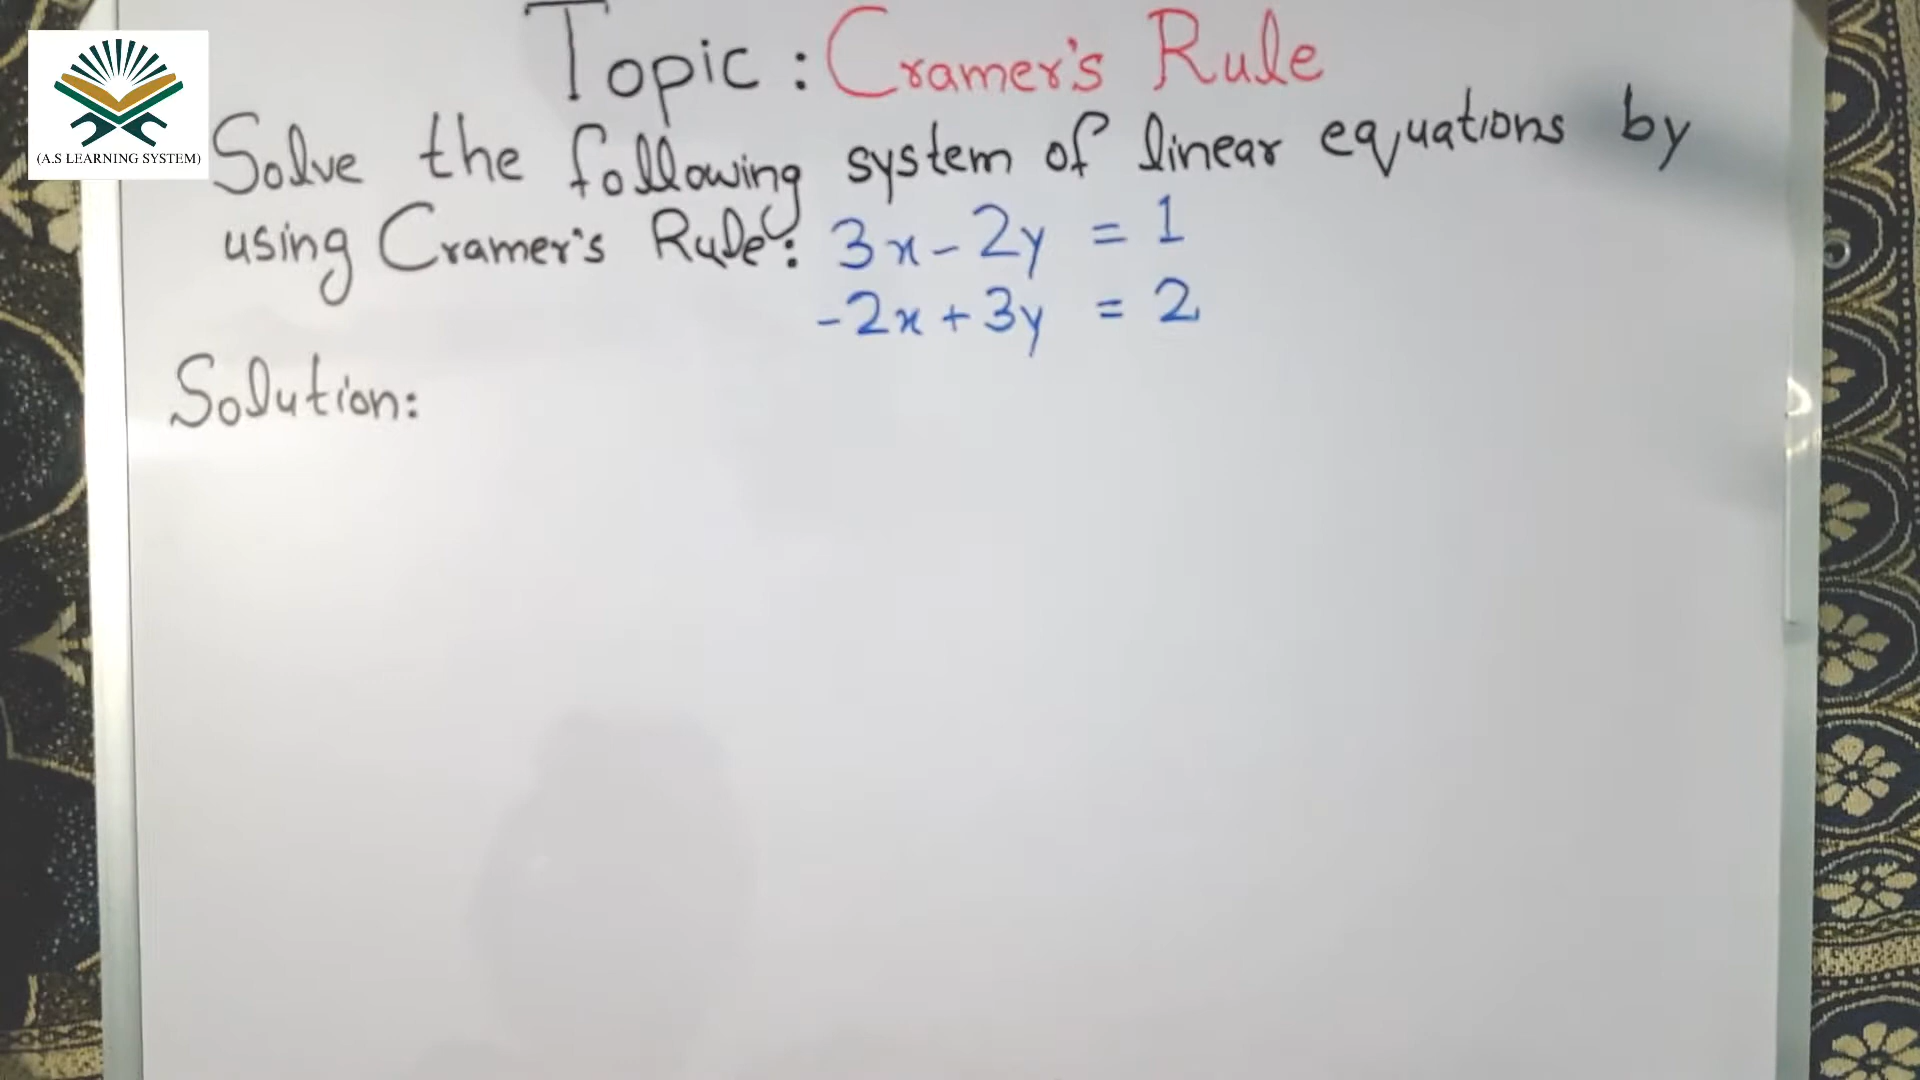 Topic: Cramer's Rule
(A.S LEARNING SYSTEM)
Solve the following system of linear equations by
using Cramer's Rule: 3x - 2y = 1
-2x + 3y = 2
Solution: